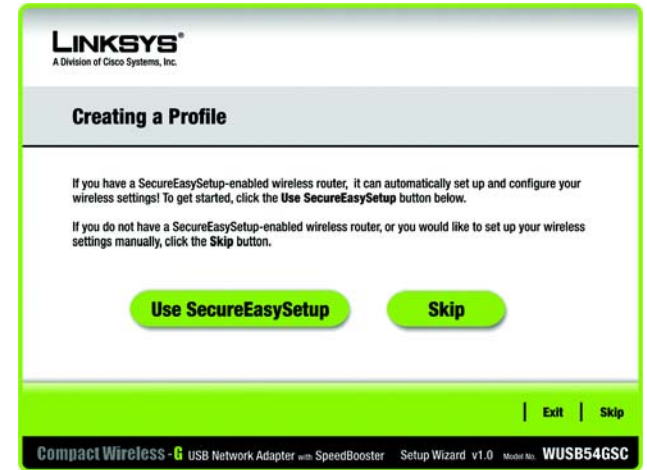 LINKSYS®
A Division of Cisco Systems, Inc.
Creating a Profile
If you have a SecureEasySetup-enabled wireless router, it can automatically set up and configure your
wireless settings! To get started, click the Use SecureEasySetup button below.
If you do not have a SecureEasySetup-enabled wireless router, or you would like to set up your wireless
settings manually, click the Skip button.
Use SecureEasySetup Skip
Exit Skip
Compact Wireless-G USB Network Adapter with SpeedBooster Setup Wizard v1.0 Model No. WUSB54GSC